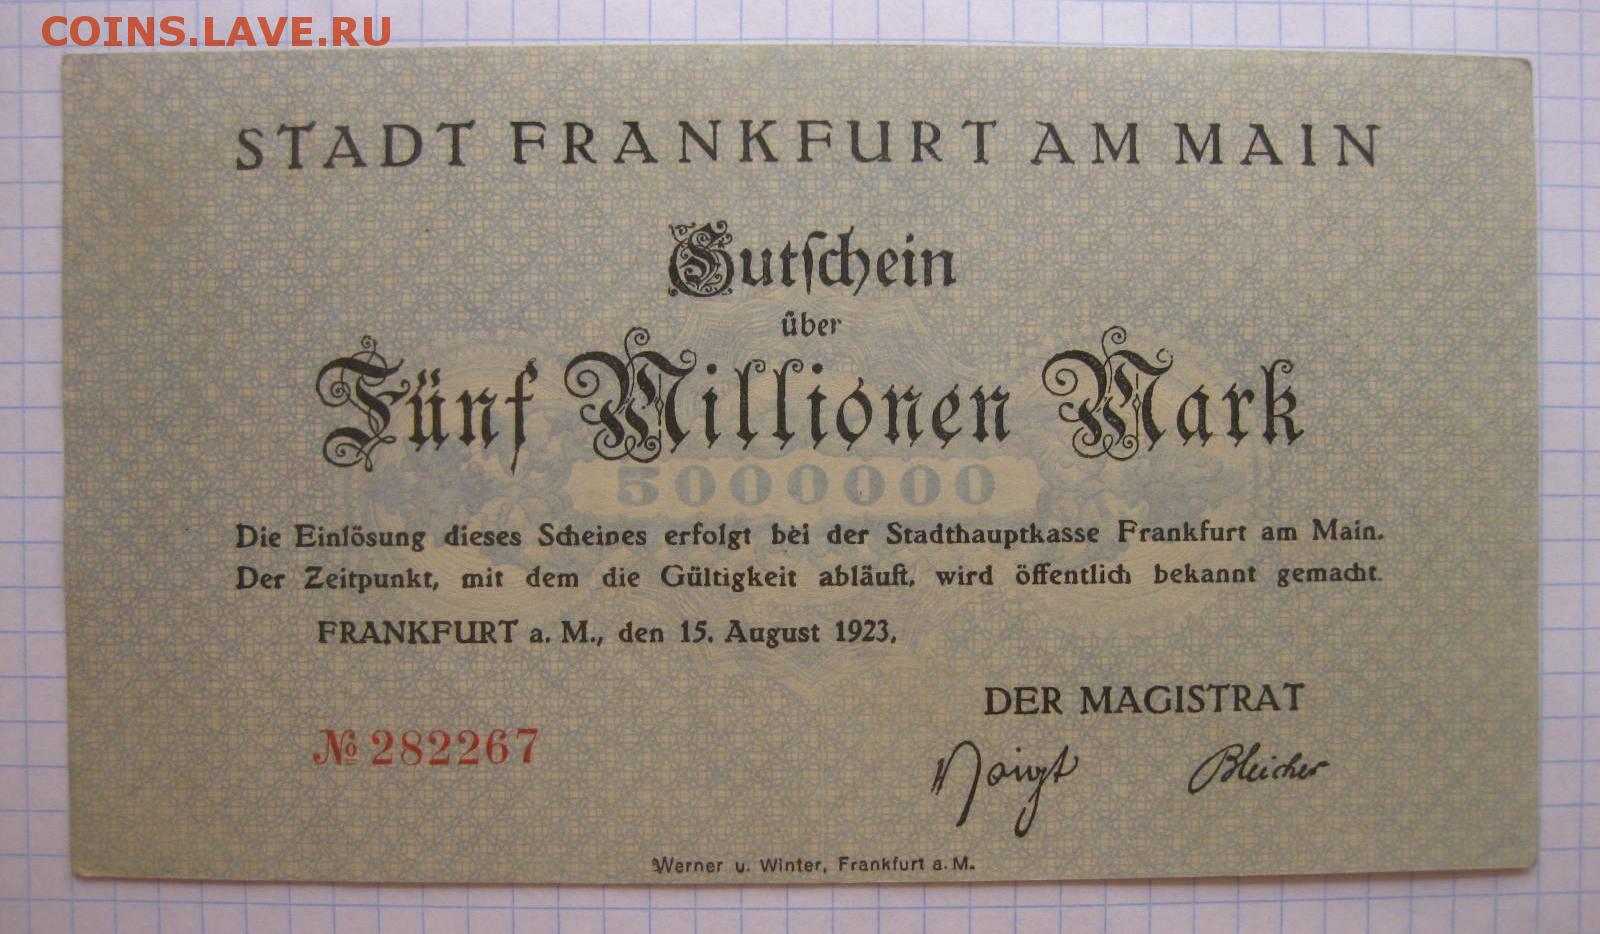 COINS.LAVE.RU
STADT FRANKFURT AM MAIN
Gutſchein
über
Fünf Millionen Mark
5000000
Die Einlösung dieses Scheines erfolgt bei der Stadthauptkasse Frankfurt am Main.
Der Zeitpunkt, mit dem die Gültigkeit abläuft, wird öffentlich bekannt gemacht.
FRANKFURT a. M., den 15. August 1923.
DER MAGISTRAT
№ 282267
Voigt Bleicher
Werner u. Winter, Frankfurt a. M.